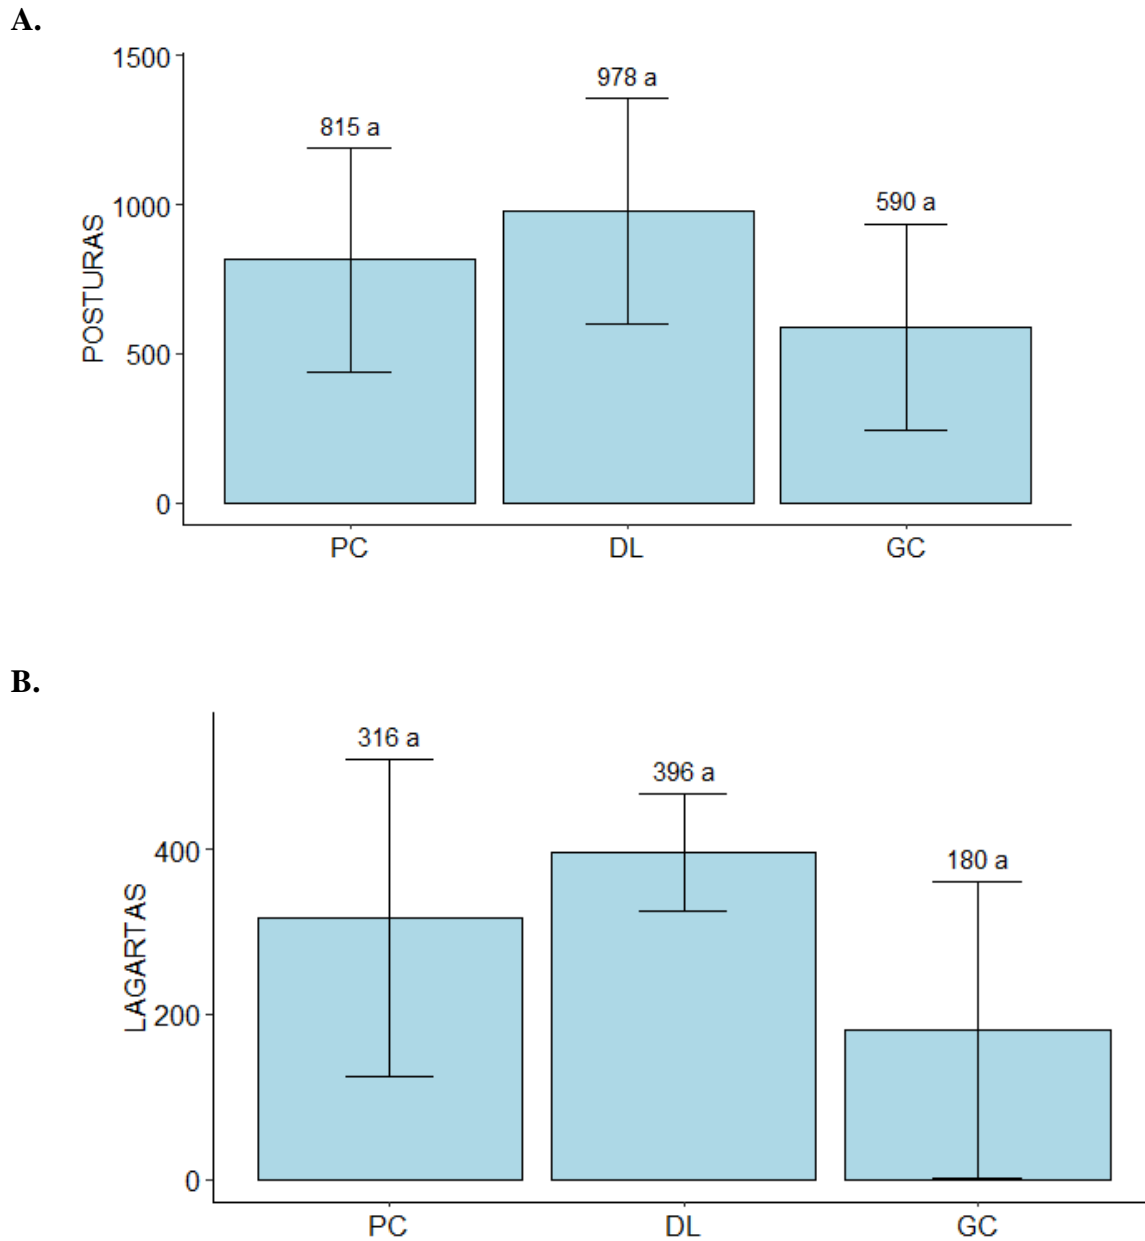 A.
1500
978 a
815 a
1000
590 a
POSTURAS
500
0
PC DL GC
B.
316 a
396 a
400
180 a
LAGARTAS
200
0
PC DL GC